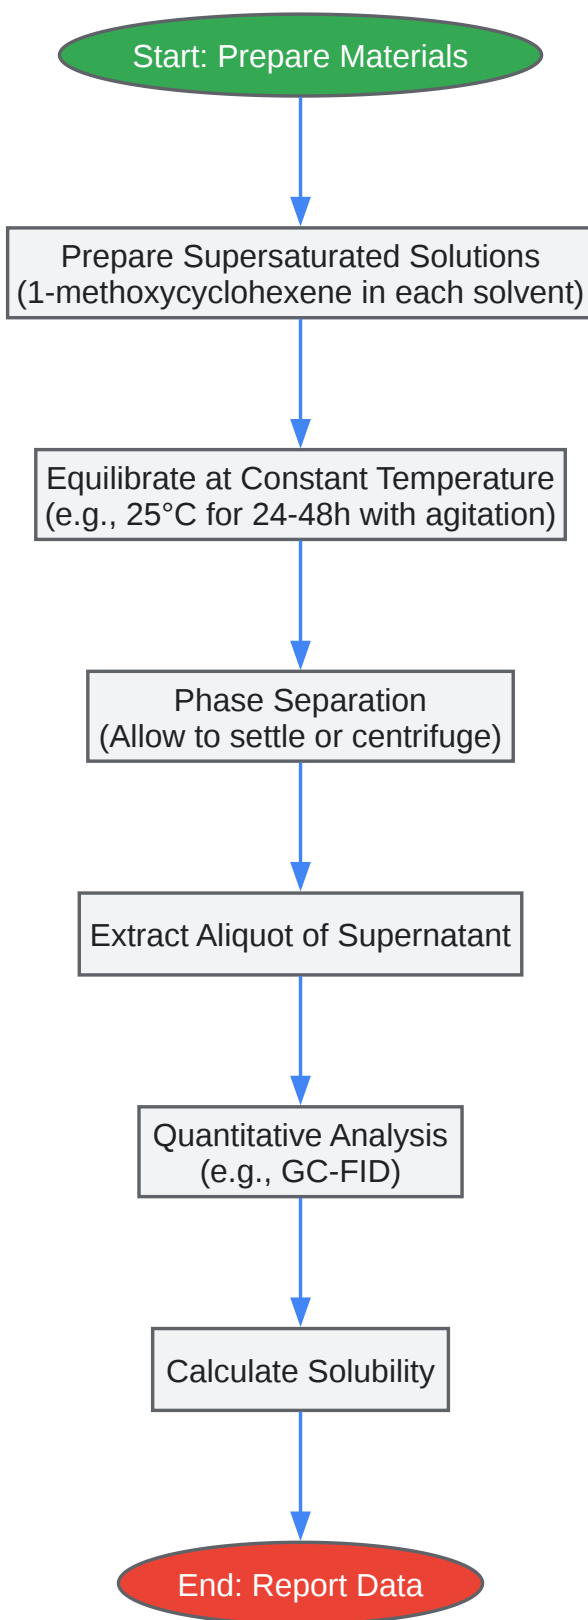 Start: Prepare Materials
Prepare Supersaturated Solutions
(1-methoxycyclohexene in each solvent)
Equilibrate at Constant Temperature
(e.g., 25°C for 24-48h with agitation)
Phase Separation
(Allow to settle or centrifuge)
Extract Aliquot of Supernatant
Quantitative Analysis
(e.g., GC-FID)
Calculate Solubility
End: Report Data